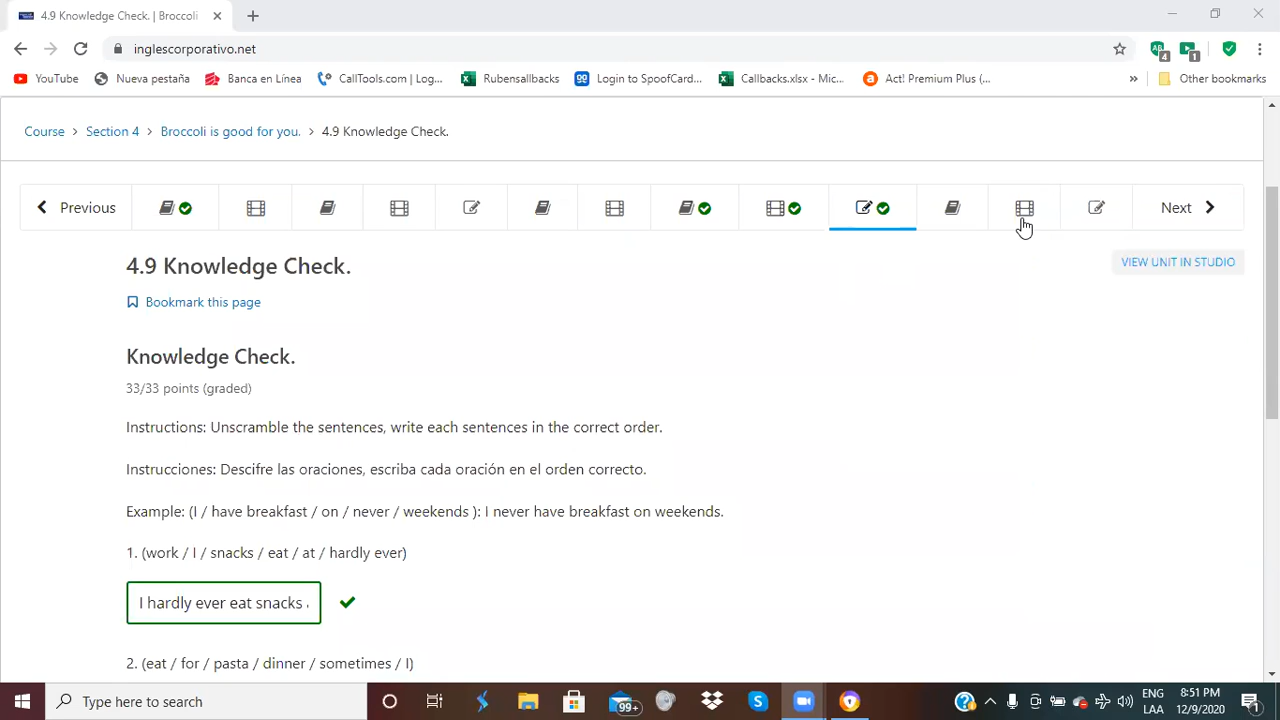 4.9 Knowledge Check. | Broccoli
inglescorporativo.net
4
1
YouTube
Nueva pestaña
Banca en Línea
CallTools.com | Log...
Rubensallbacks
Login to SpoofCard...
Callbacks.xlsx - Mic...
Act! Premium Plus (...
»
Other bookmarks
Course > Section 4 > Broccoli is good for you. > 4.9 Knowledge Check.
Previous
Next
4.9 Knowledge Check.
VIEW UNIT IN STUDIO
Bookmark this page
Knowledge Check.
33/33 points (graded)
Instructions: Unscramble the sentences, write each sentences in the correct order.
Instrucciones: Descifre las oraciones, escriba cada oración en el orden correcto.
Example: (I / have breakfast / on / never / weekends ): I never have breakfast on weekends.
1. (work / I / snacks / eat / at / hardly ever)
I hardly ever eat snacks
2. (eat / for / pasta / dinner / sometimes / I)
Type here to search
99+
ENG
LAA
8:51 PM
12/9/2020
1